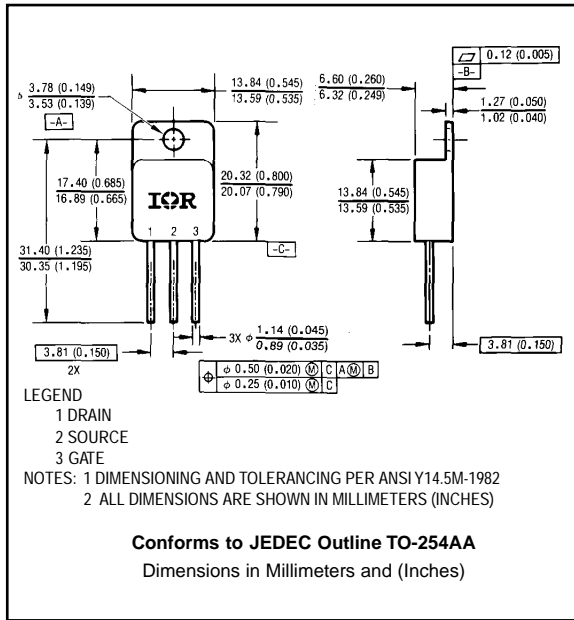 ⏥ 0.12 (0.005)
-B-
ϕ 3.78 (0.149)
3.53 (0.139)
-A-
13.84 (0.545)
13.59 (0.535)
6.60 (0.260)
6.32 (0.249)
1.27 (0.050)
1.02 (0.040)
17.40 (0.685)
16.89 (0.665)
20.32 (0.800)
20.07 (0.790)
13.84 (0.545)
13.59 (0.535)
IOR
1 2 3
31.40 (1.235)
30.35 (1.195)
-C-
3X ϕ 1.14 (0.045)
0.89 (0.035)
3.81 (0.150)
2X
3.81 (0.150)
⌖ ϕ 0.50 (0.020) Ⓜ C A Ⓜ B
ϕ 0.25 (0.010) Ⓜ C
LEGEND
1 DRAIN
2 SOURCE
3 GATE
NOTES: 1 DIMENSIONING AND TOLERANCING PER ANSI Y14.5M-1982
2 ALL DIMENSIONS ARE SHOWN IN MILLIMETERS (INCHES)
Conforms to JEDEC Outline TO-254AA
Dimensions in Millimeters and (Inches)